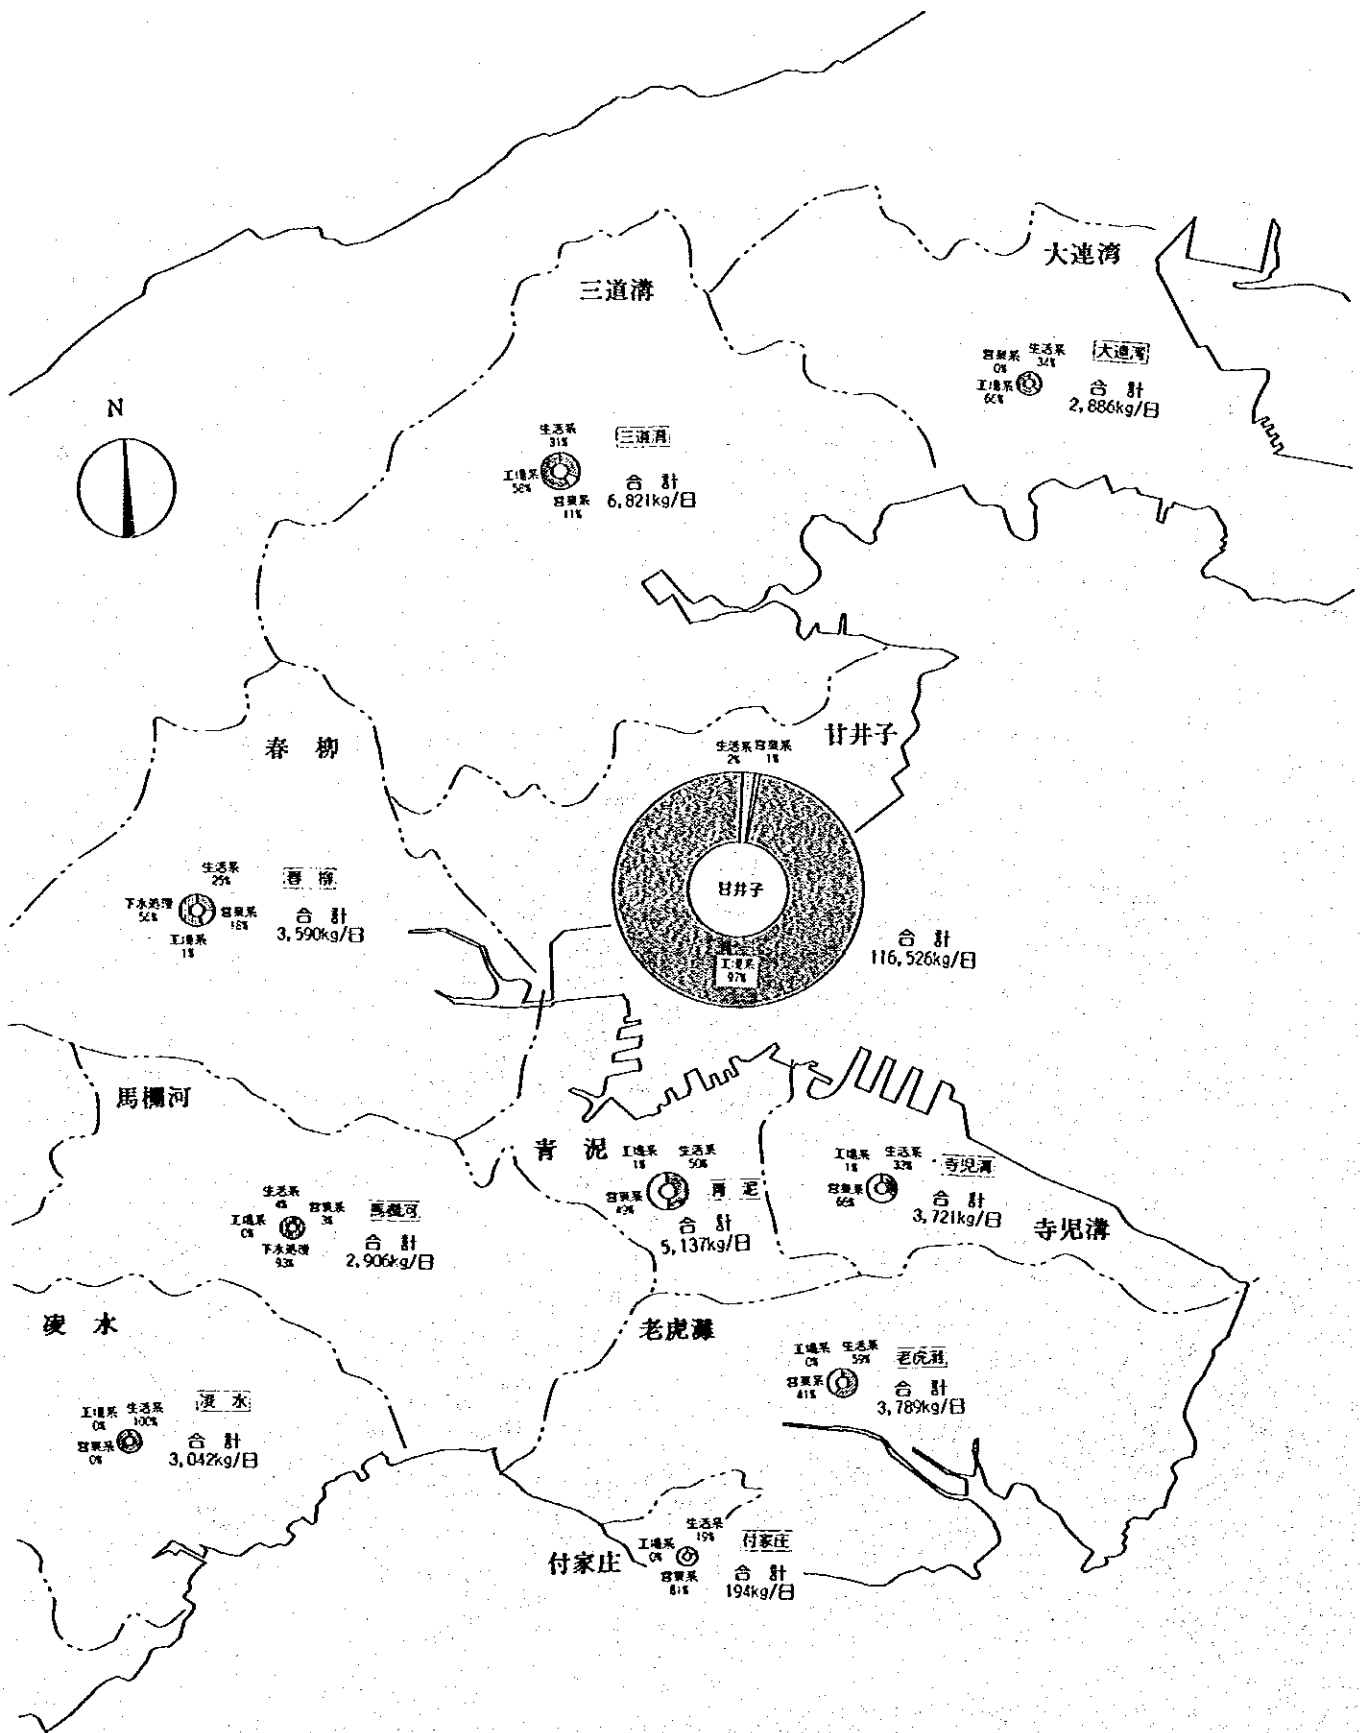 大連湾
三道溝
営業系 生活系 大連湾
0% 34%
工場系 合 計
66% 2,886kg/日
N
生活系 三道溝
31%
工場系 合 計
58% 6,821kg/日
営業系
11%
甘井子
春 柳
生活系 営業系
2% 1%
甘井子
生活系 春 柳
25%
下水処理 営業系 合 計
56% 18% 3,590kg/日
工場系
1%
合 計
116,526kg/日
工場系
97%
馬欄河
青 泥
工場系 生活系
1% 50%
営業系 青 泥
49%
合 計
5,137kg/日
工場系 生活系 寺児溝
1% 33%
営業系 合 計
66% 3,721kg/日
寺児溝
生活系 営業系 馬欄河
4% 3%
工場系 合 計
0% 2,906kg/日
下水処理
93%
凌 水
老虎灘
工場系 生活系 老虎灘
0% 59%
営業系 合 計
41% 3,789kg/日
工場系 生活系 凌 水
0% 100%
営業系 合 計
0% 3,042kg/日
付家庄
生活系 付家庄
19%
工場系 合 計
0% 194kg/日
営業系
81%